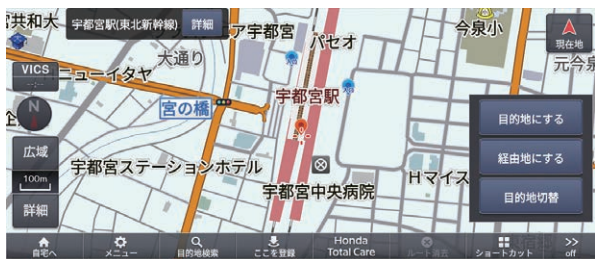 宇都宮駅(東北新幹線) 詳細
共和大
ア宇都宮
パセオ
今泉小
現在地
元今泉
VICS
--:--
ニューイタヤ
大通り
宇都宮駅
宮の橋
N
企
広域
100m
詳細
宇都宮ステーションホテル
宇都宮中央病院
Hマイス
目的地にする
経由地にする
目的地切替
自宅へ
メニュー
目的地検索
ここを登録
Honda
Total Care
ルート消去
ショートカット
>>
off